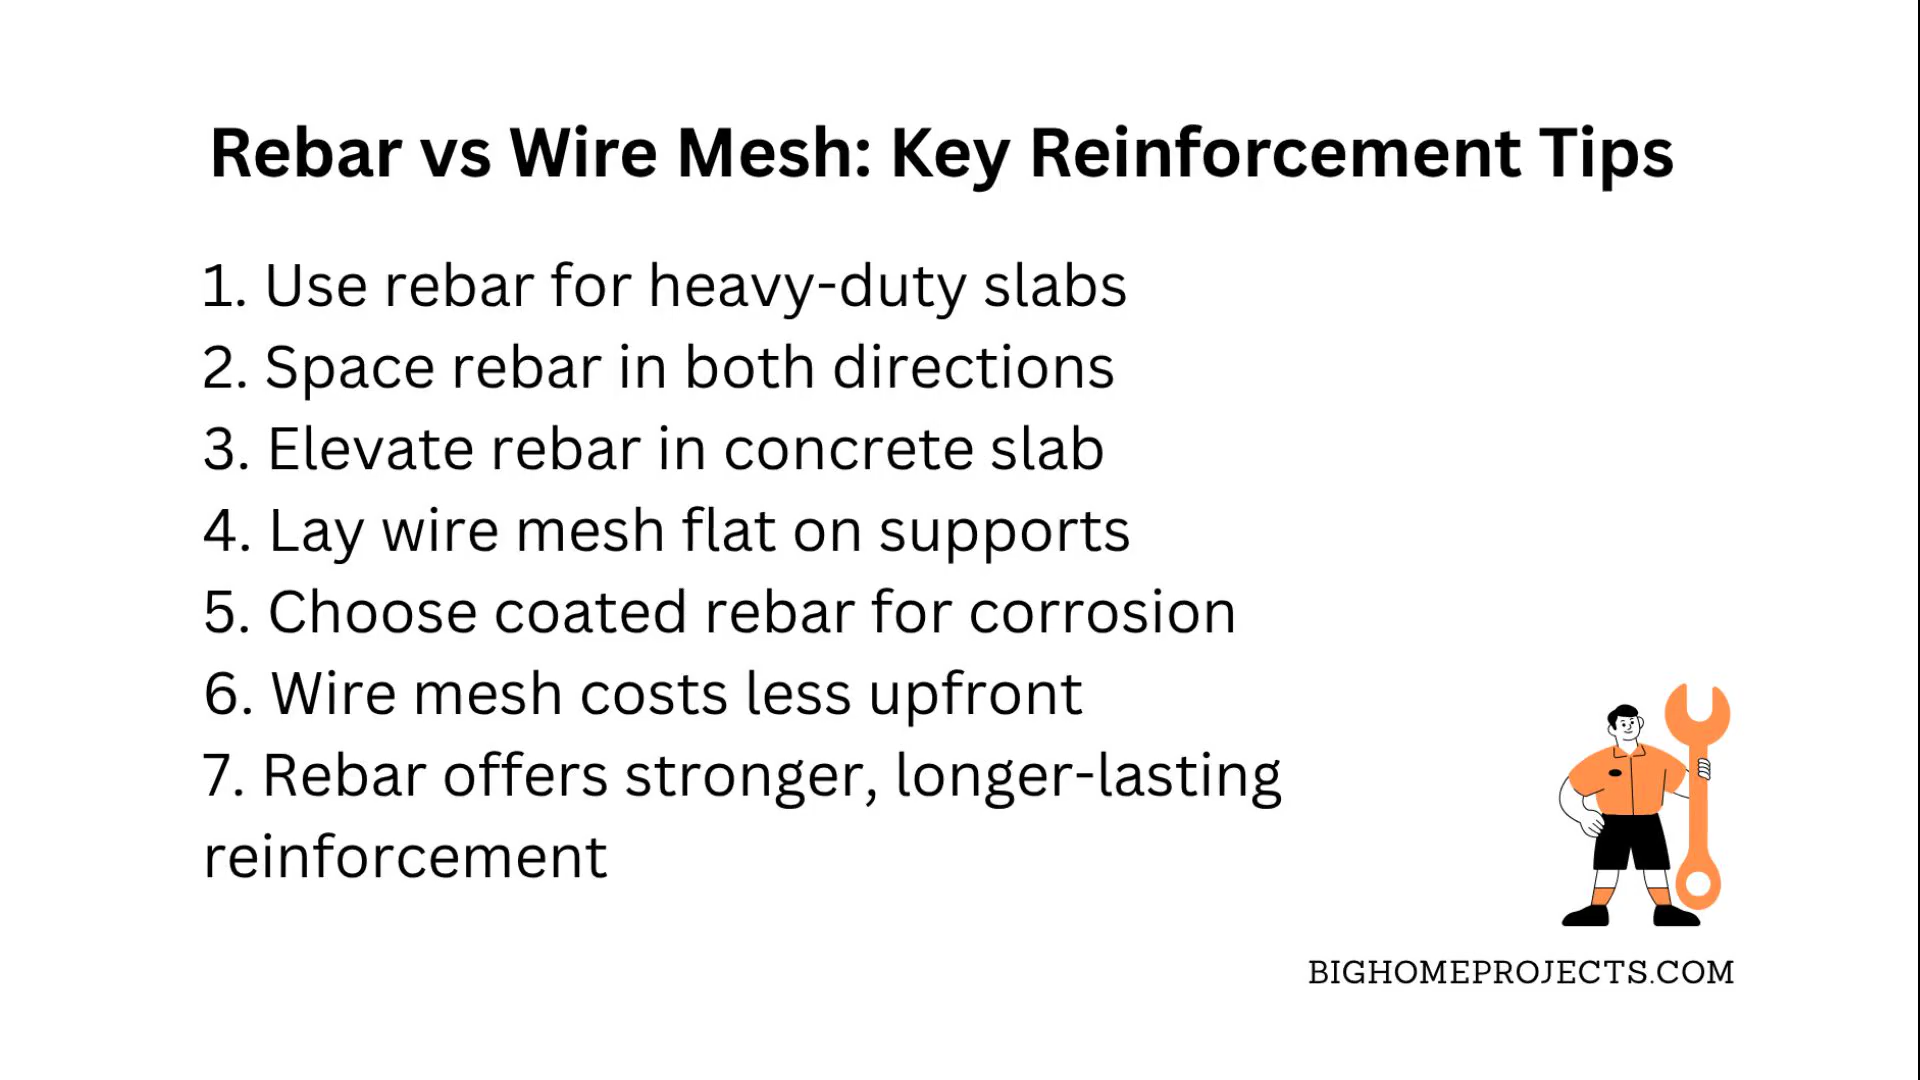 Rebar vs Wire Mesh: Key Reinforcement Tips
1. Use rebar for heavy-duty slabs
2. Space rebar in both directions
3. Elevate rebar in concrete slab
4. Lay wire mesh flat on supports
5. Choose coated rebar for corrosion
6. Wire mesh costs less upfront
7. Rebar offers stronger, longer-lasting
reinforcement
BIGHOMEPROJECTS.COM